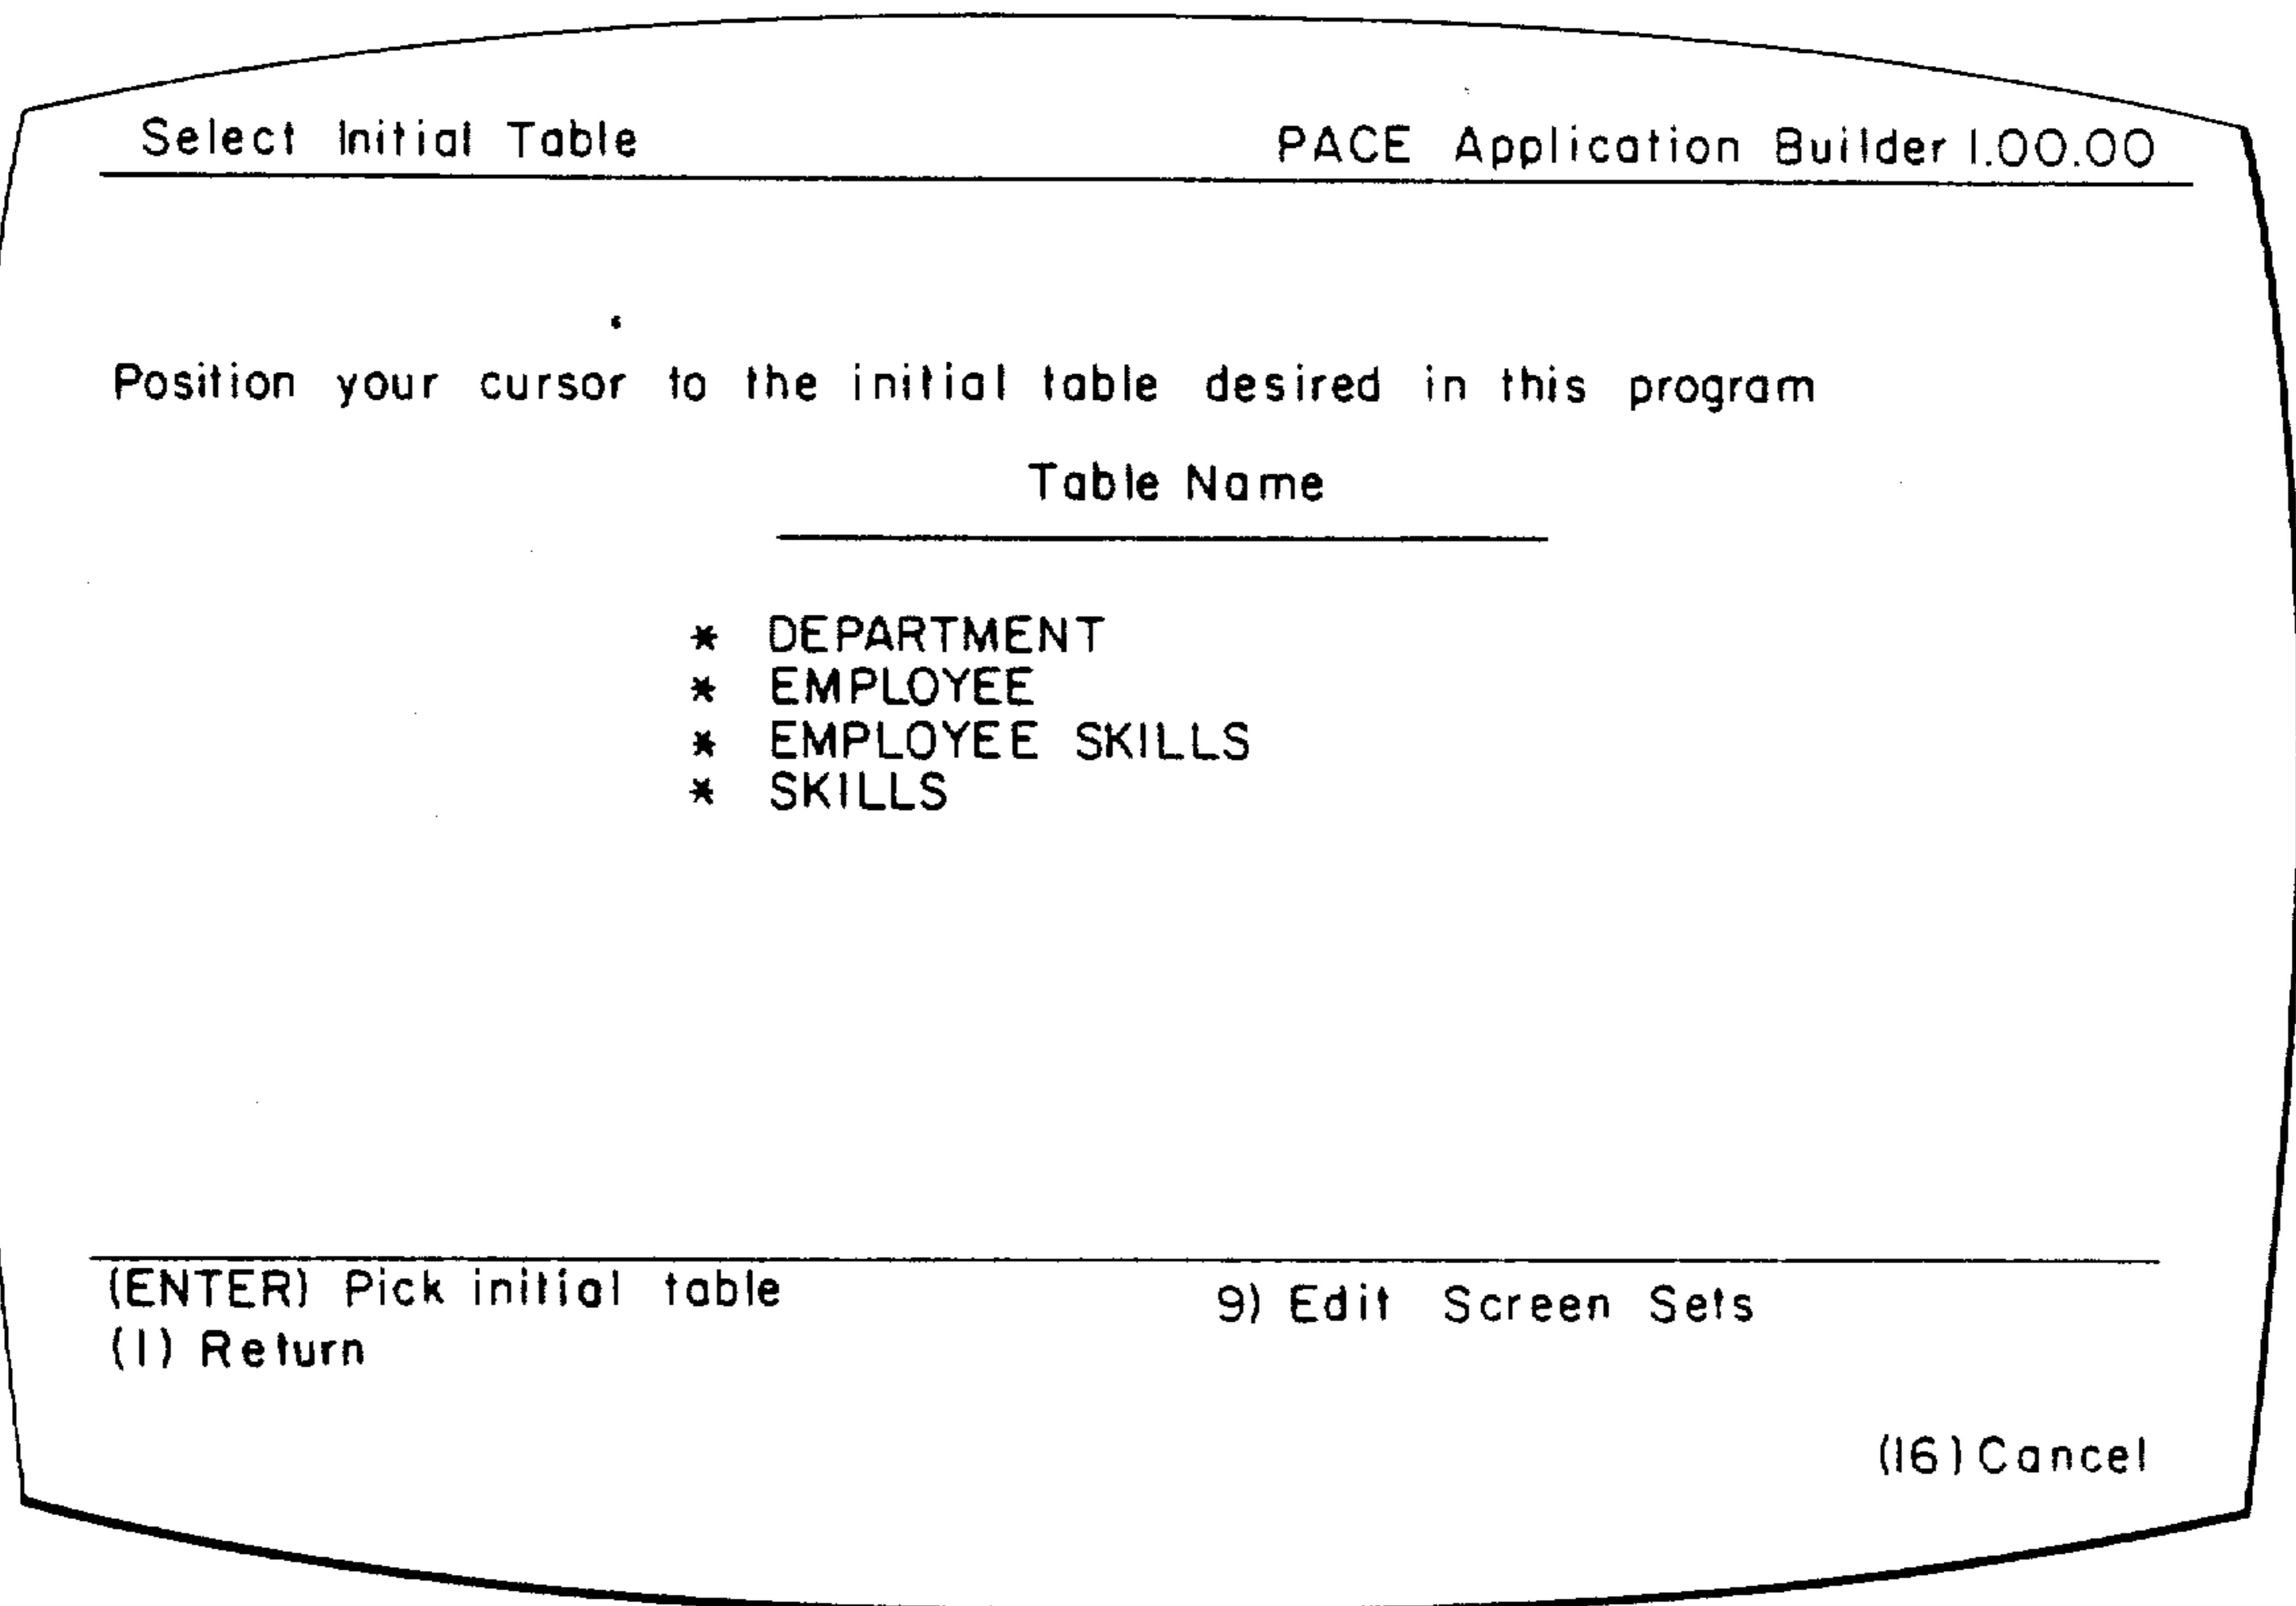 Select Initial Table PACE Application Builder 1.00.00
Position your cursor to the initial table desired in this program
Table Name
* DEPARTMENT
* EMPLOYEE
* EMPLOYEE SKILLS
* SKILLS
(ENTER) Pick initial table 9) Edit Screen Sets
(1) Return
(16) Cancel